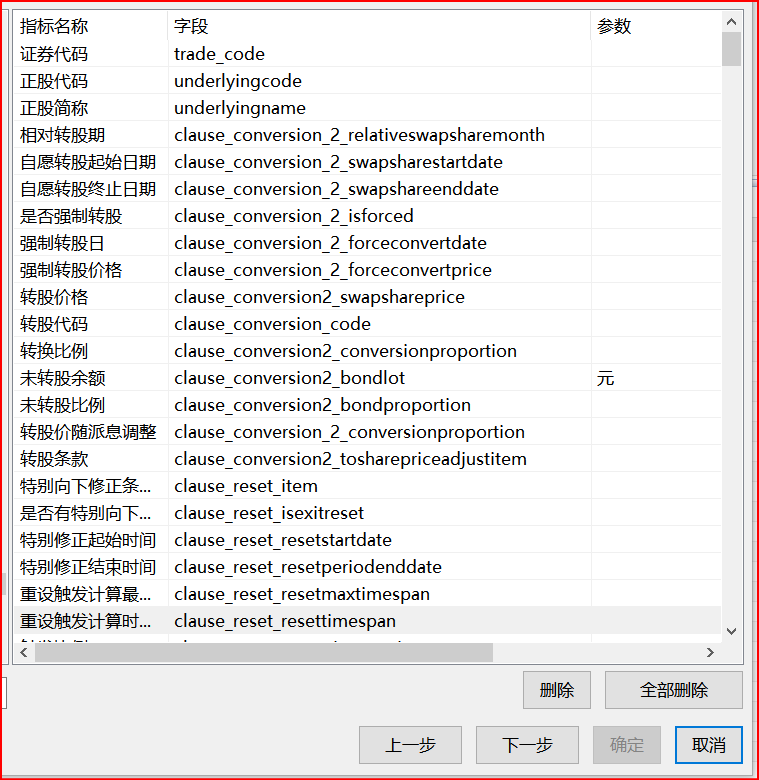 指标名称 字段 参数
证券代码 trade_code
正股代码 underlyingcode
正股简称 underlyingname
相对转股期 clause_conversion_2_relativeswapsharemonth
自愿转股起始日期 clause_conversion_2_swapsharestartdate
自愿转股终止日期 clause_conversion_2_swapshareenddate
是否强制转股 clause_conversion_2_isforced
强制转股日 clause_conversion_2_forceconvertdate
强制转股价格 clause_conversion_2_forceconvertprice
转股价格 clause_conversion2_swapshareprice
转股代码 clause_conversion_code
转换比例 clause_conversion2_conversionproportion
未转股余额 clause_conversion2_bondlot 元
未转股比例 clause_conversion2_bondproportion
转股价随派息调整 clause_conversion_2_conversionproportion
转股条款 clause_conversion2_tosharepriceadjustitem
特别向下修正条... clause_reset_item
是否有特别向下... clause_reset_isexitreset
特别修正起始时间 clause_reset_resetstartdate
特别修正结束时间 clause_reset_resetperiodenddate
重设触发计算最... clause_reset_resetmaxtimespan
重设触发计算时... clause_reset_resettimespan
删除 全部删除
上一步 下一步 确定 取消